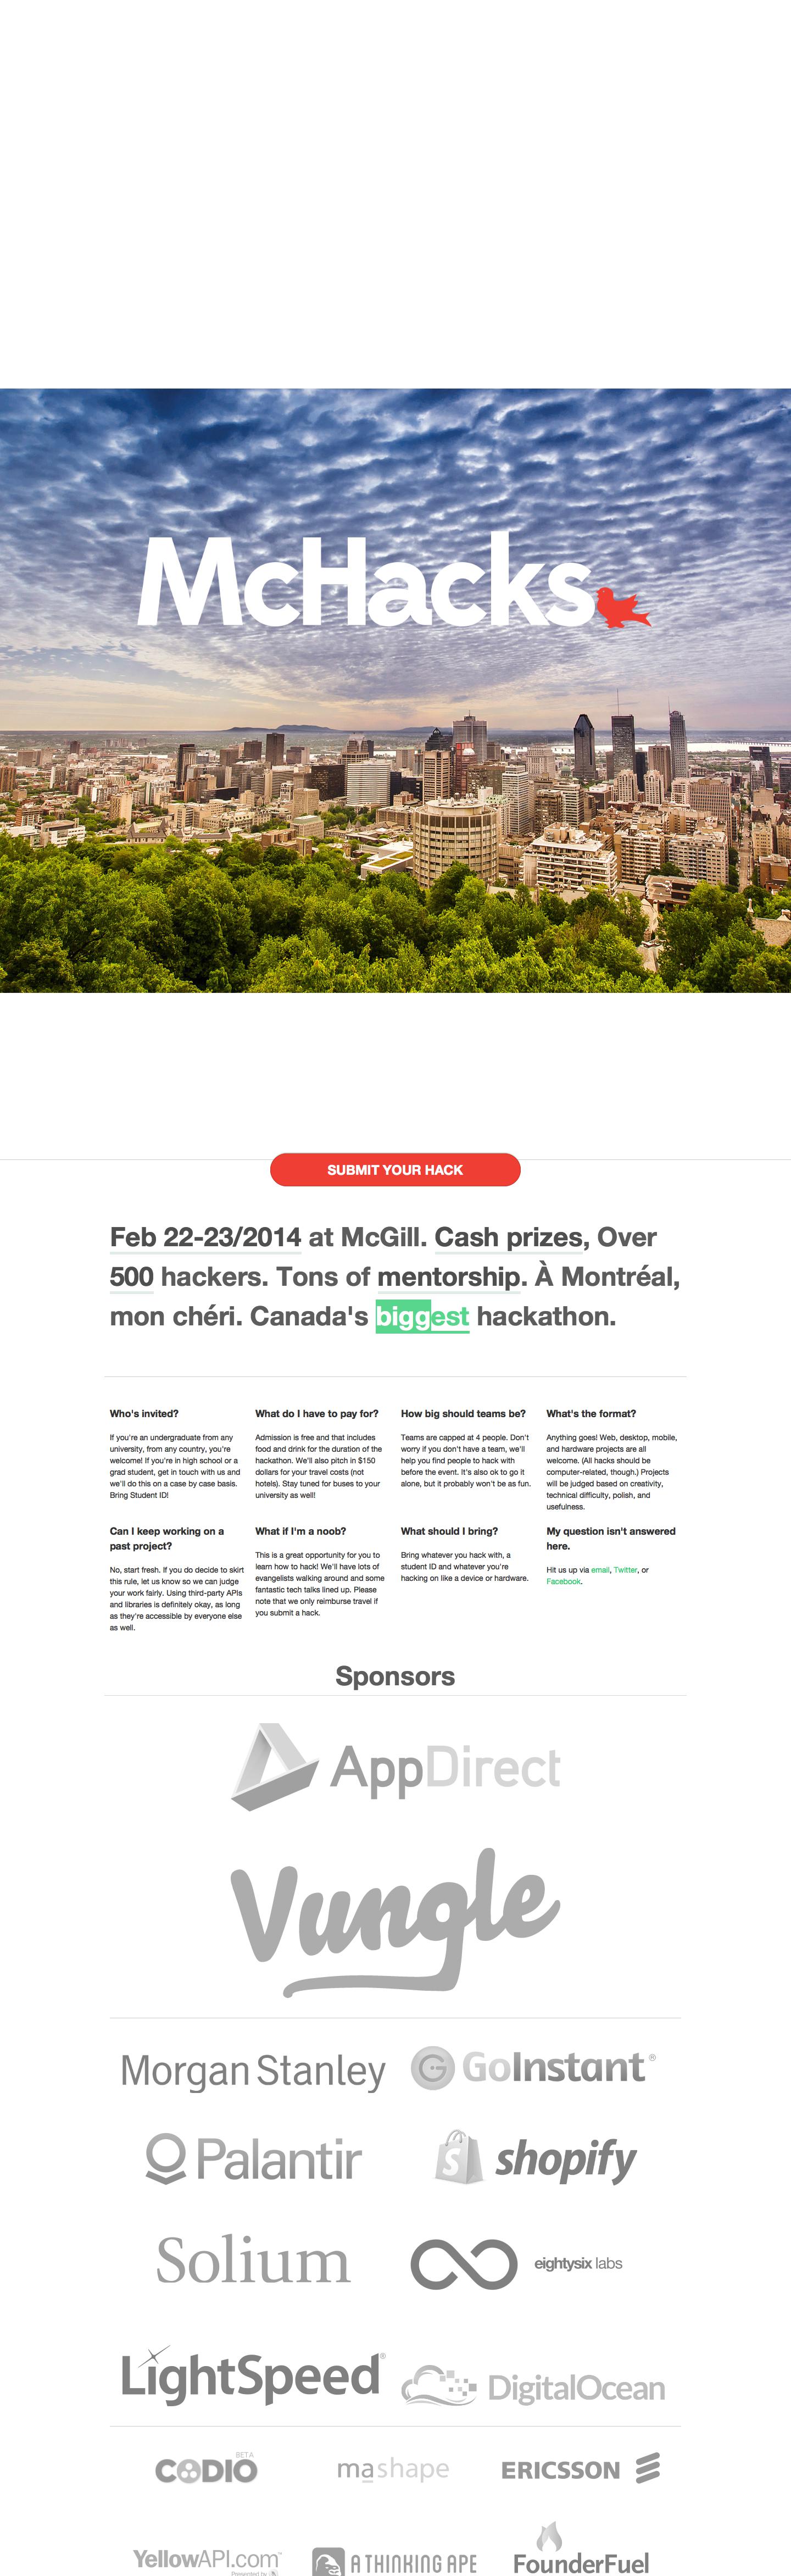 McHacks
SUBMIT YOUR HACK
Feb 22-23/2014 at McGill. Cash prizes, Over
500 hackers. Tons of mentorship. À Montréal,
mon chéri. Canada's biggest hackathon.
Who's invited?
If you're an undergraduate from any
university, from any country, you're
welcome! If you're in high school or a
grad student, get in touch with us and
we'll do this on a case by case basis.
Bring Student ID!
What do I have to pay for?
Admission is free and that includes
food and drink for the duration of the
hackathon. We'll also pitch in $150
dollars for your travel costs (not
hotels). Stay tuned for buses to your
university as well!
How big should teams be?
Teams are capped at 4 people. Don't
worry if you don't have a team, we'll
help you find people to hack with
before the event. It's also ok to go it
alone, but it probably won't be as fun.
What's the format?
Anything goes! Web, desktop, mobile,
and hardware projects are all
welcome. (All hacks should be
computer-related, though.) Projects
will be judged based on creativity,
technical difficulty, polish, and
usefulness.
Can I keep working on a
past project?
No, start fresh. If you do decide to skirt
this rule, let us know so we can judge
your work fairly. Using third-party APIs
and libraries is definitely okay, as long
as they're accessible by everyone else
as well.
What if I'm a noob?
This is a great opportunity for you to
learn how to hack! We'll have lots of
evangelists walking around and some
fantastic tech talks lined up. Please
note that we only reimburse travel if
you submit a hack.
What should I bring?
Bring whatever you hack with, a
student ID and whatever you're
hacking on like a device or hardware.
My question isn't answered
here.
Hit us up via email, Twitter, or
Facebook.
Sponsors
AppDirect
Vungle
Morgan Stanley
GoInstant®
Palantir
shopify
Solium
eightysix labs
LightSpeed®
DigitalOcean
CODIO BETA
mashape
ERICSSON
YellowAPI.com™
Presented by
A THINKING APE
FounderFuel